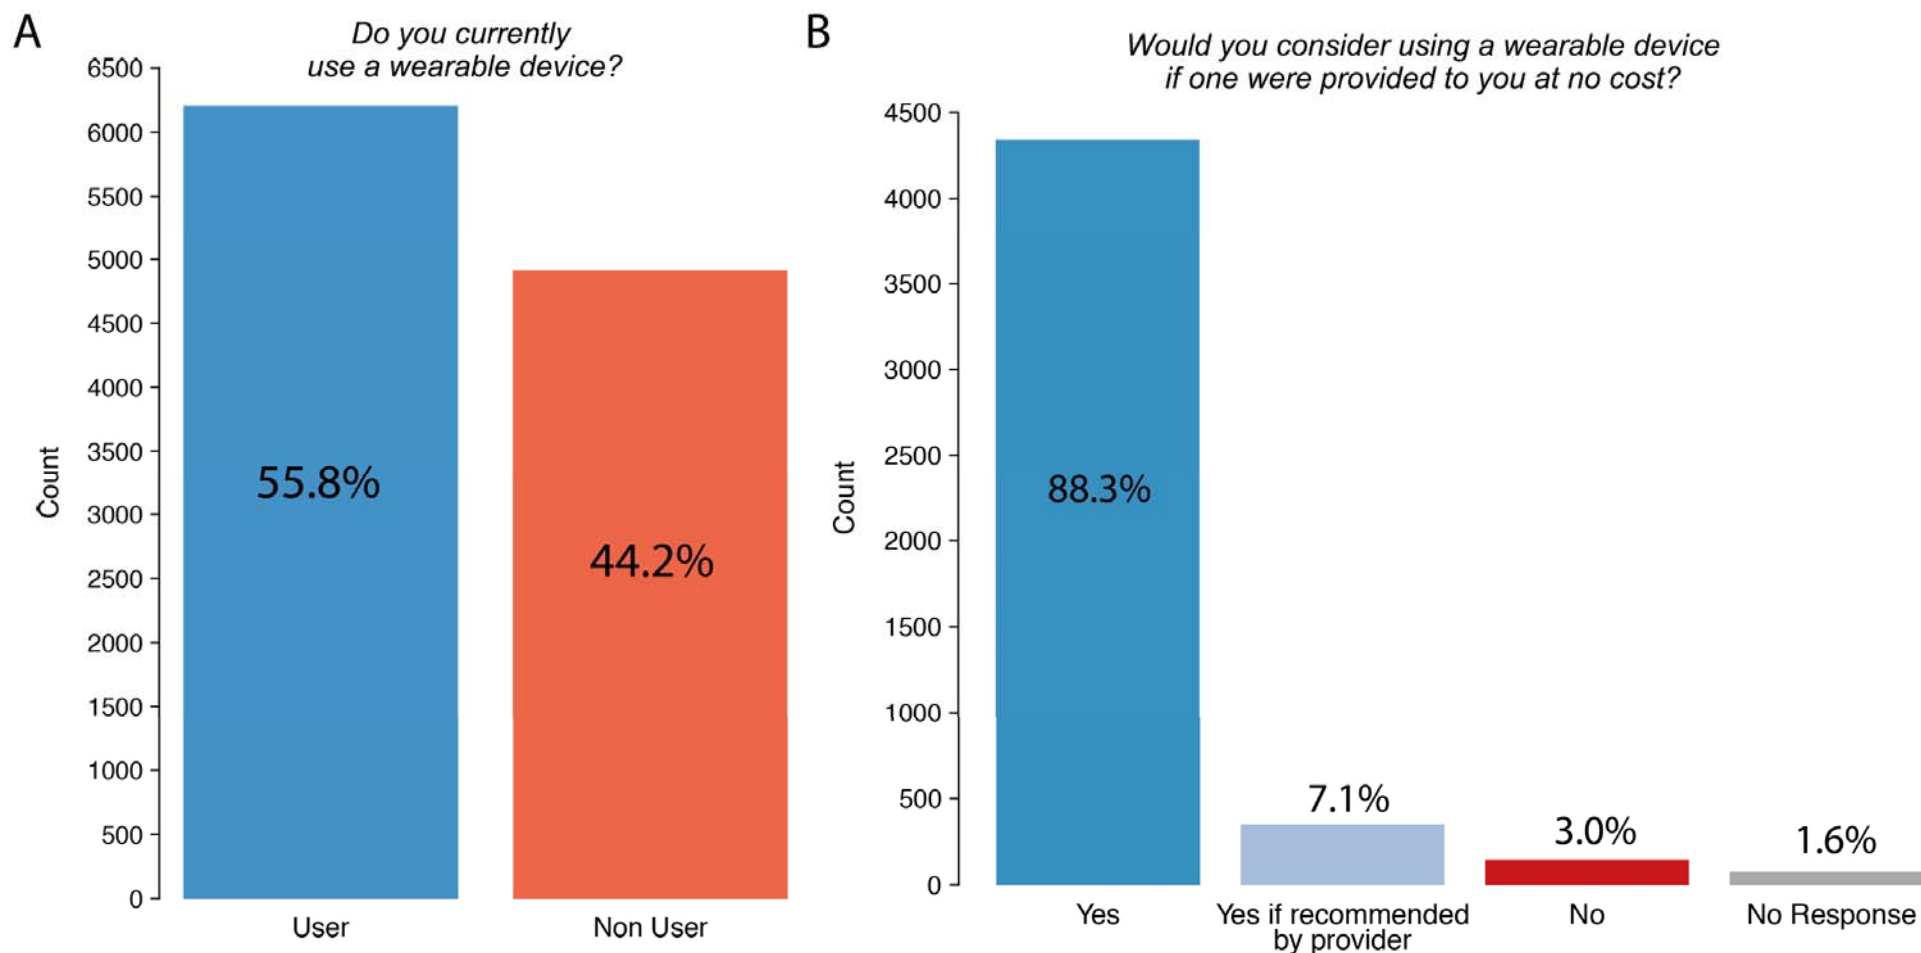 A
Do you currently
use a wearable device?
6500
6000
5500
5000
4500
4000
3500
3000
2500
2000
1500
1000
500
0
Count
55.8%
44.2%
User
Non User
B
Would you consider using a wearable device
if one were provided to you at no cost?
4500
4000
3500
3000
2500
2000
1500
1000
500
0
Count
88.3%
7.1%
3.0%
1.6%
Yes
Yes if recommended
by provider
No
No Response